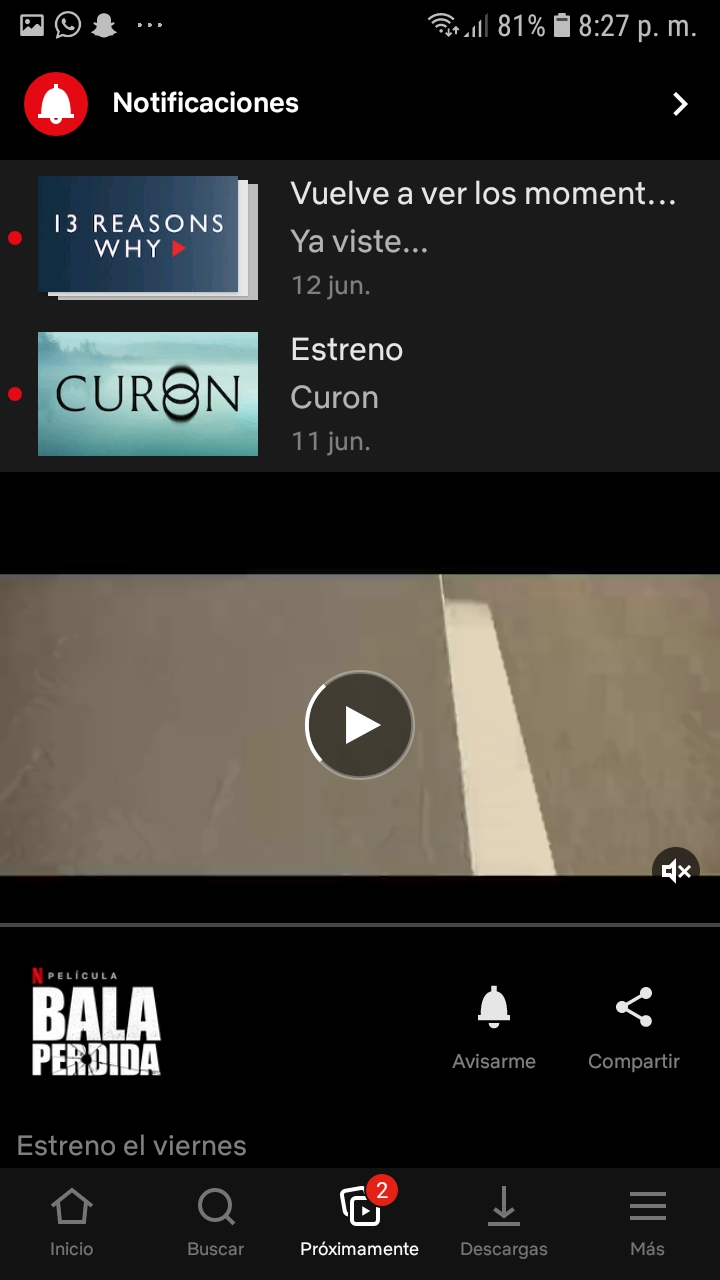 81% 8:27 p. m.
Notificaciones
13 REASONS
WHY
Vuelve a ver los moment...
Ya viste...
12 jun.
CURON
Estreno
Curon
11 jun.
N PELÍCULA
BALA
PERDIDA
Avisarme
Compartir
Estreno el viernes
2
Inicio
Buscar
Próximamente
Descargas
Más